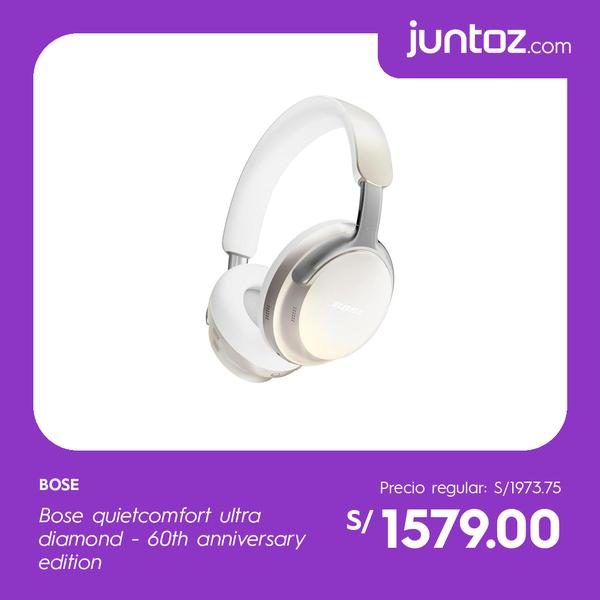 juntoz.com
BOSE
BOSE
Bose quietcomfort ultra
diamond - 60th anniversary
edition
Precio regular: S/1973.75
S/1579.00